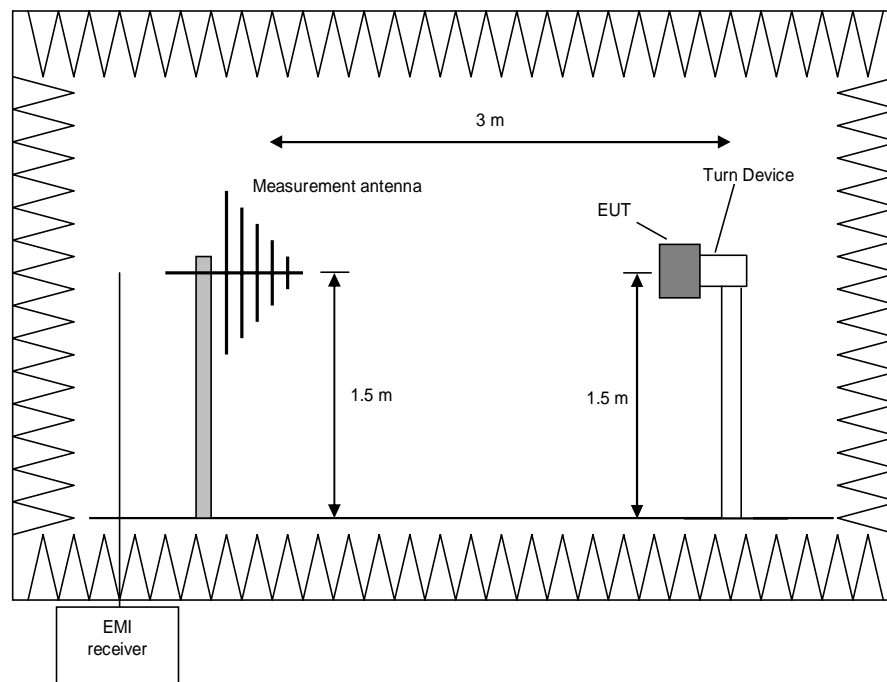 3 m
Measurement antenna
Turn Device
EUT
1.5 m
1.5 m
EMI
receiver